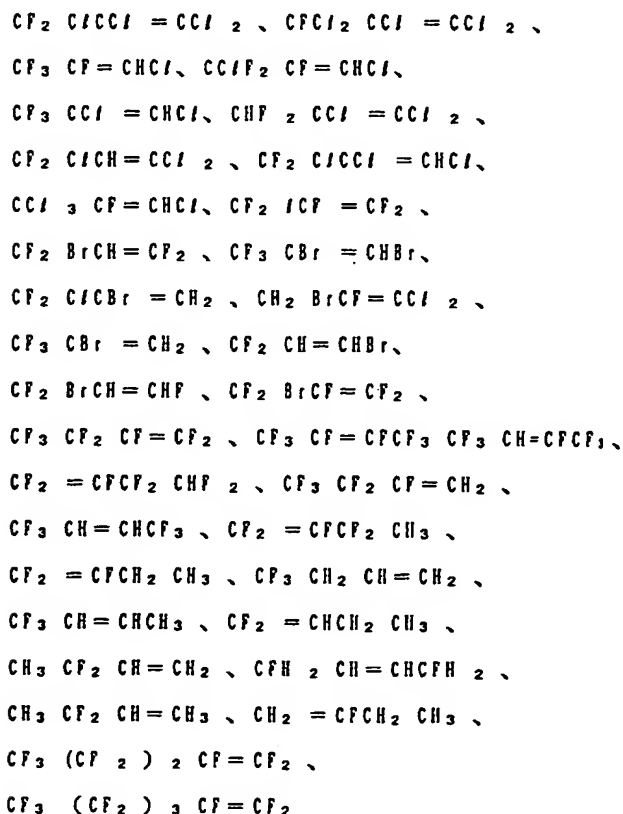 CF₂ ClCCl =CCl ₂ 、CFCl₂ CCl =CCl ₂ 、
CF₃ CF=CHCl、CClF₂ CF=CHCl、
CF₃ CCl =CHCl、CHF ₂ CCl =CCl ₂ 、
CF₂ ClCH=CCl ₂ 、CF₂ ClCCl =CHCl、
CCl ₃ CF=CHCl、CF₂ ICF =CF₂ 、
CF₂ BrCH=CF₂ 、CF₃ CBr =CHBr、
CF₂ ClCBr =CH₂ 、CH₂ BrCF=CCl ₂ 、
CF₃ CBr =CH₂ 、CF₂ CH=CHBr、
CF₂ BrCH=CHF 、CF₂ BrCF=CF₂ 、
CF₃ CF₂ CF=CF₂ 、CF₃ CF=CFCF₃ CF₃ CH=CFCF₃、
CF₂ =CFCF₂ CHF ₂ 、CF₃ CF₂ CF=CH₂ 、
CF₃ CH=CHCF₃ 、CF₂ =CFCF₂ CH₃ 、
CF₂ =CFCH₂ CH₃ 、CF₃ CH₂ CH=CH₂ 、
CF₃ CH=CHCH₃ 、CF₂ =CHCH₂ CH₃ 、
CH₃ CF₂ CH=CH₂ 、CFH ₂ CH=CHCFH ₂ 、
CH₃ CF₂ CH=CH₃ 、CH₂ =CFCH₂ CH₃ 、
CF₃ (CF ₂ ) ₂ CF=CF₂ 、
CF₃ (CF₂ ) ₃ CF=CF₂